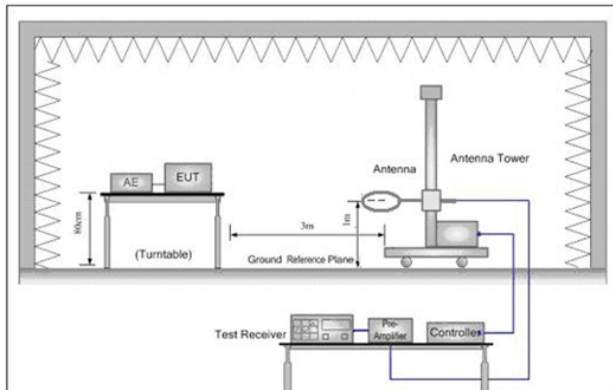 Antenna
Antenna Tower
AE
EUT
80cm
(Turntable)
3m
1m
Ground Reference Plane
Test Receiver
Pre-
Amplifier
Controller